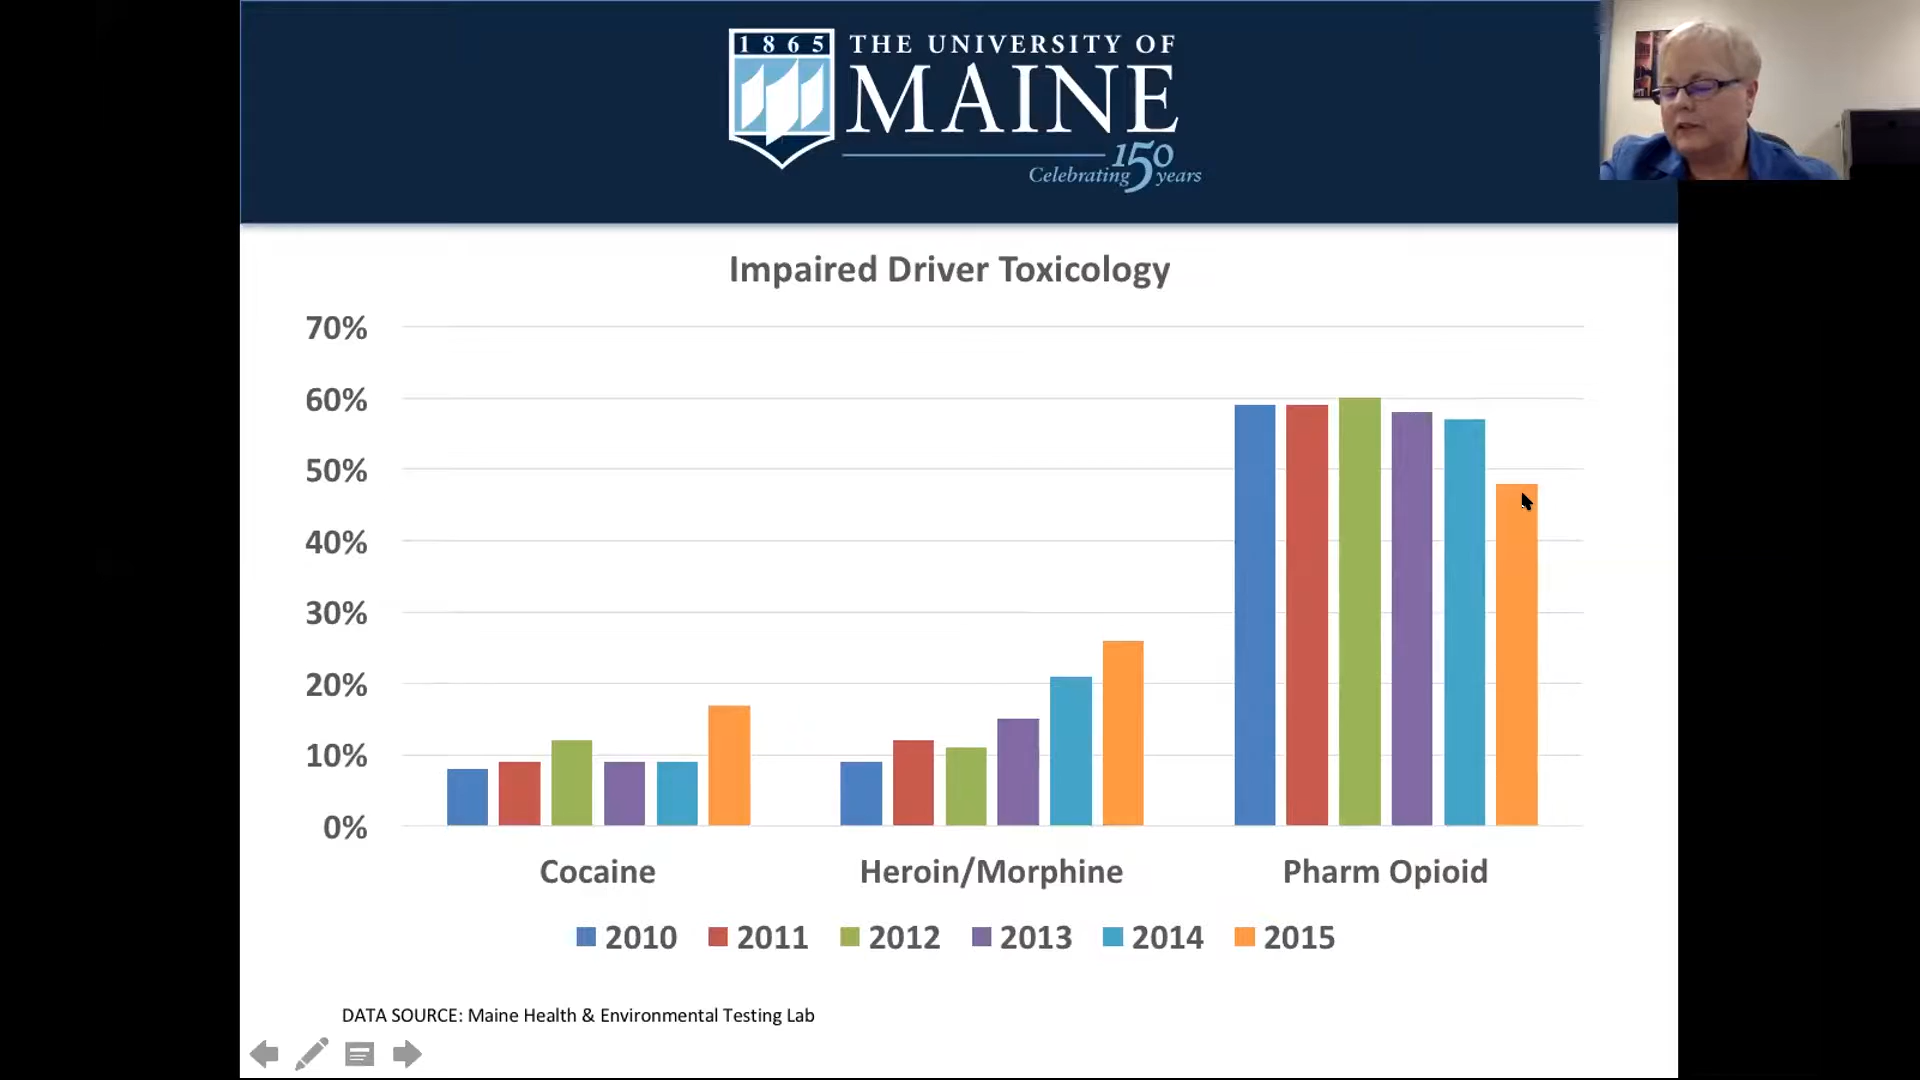 1865
THE UNIVERSITY OF
MAINE
Celebrating 150 years
Impaired Driver Toxicology
70%
60%
50%
40%
30%
20%
10%
0%
Cocaine Heroin/Morphine Pharm Opioid
2010 2011 2012 2013 2014 2015
DATA SOURCE: Maine Health & Environmental Testing Lab